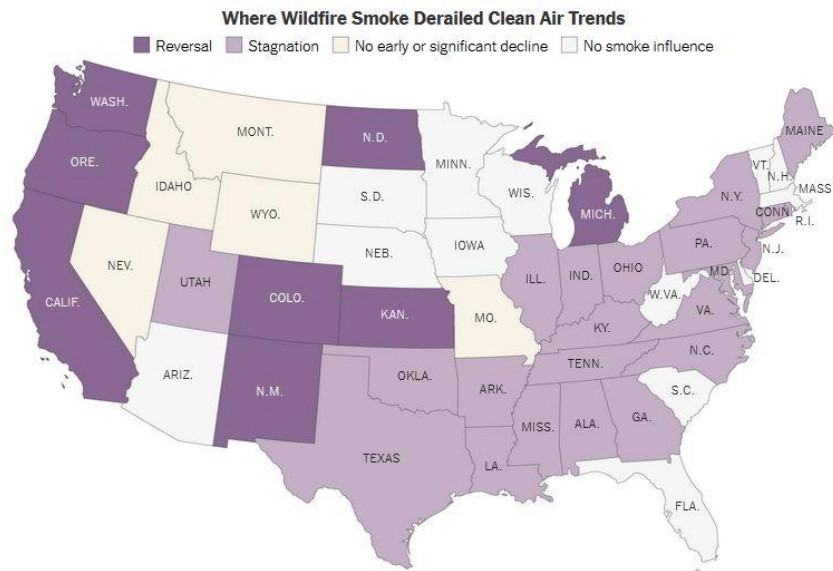 Where Wildfire Smoke Derailed Clean Air Trends
Reversal Stagnation No early or significant decline No smoke influence
WASH.
MONT.
N.D.
MINN.
MAINE
ORE.
IDAHO
S.D.
WIS.
MICH.
VT.
N.H.
MASS
N.Y.
CONN
R.I.
WYO.
NEB.
IOWA
PA.
N.J.
NEV.
UTAH
COLO.
KAN.
MO.
ILL.
IND.
OHIO
MD.
DEL.
W.VA.
VA.
CALIF.
KY.
ARIZ.
N.M.
OKLA.
ARK.
TENN.
N.C.
S.C.
TEXAS
LA.
MISS.
ALA.
GA.
FLA.